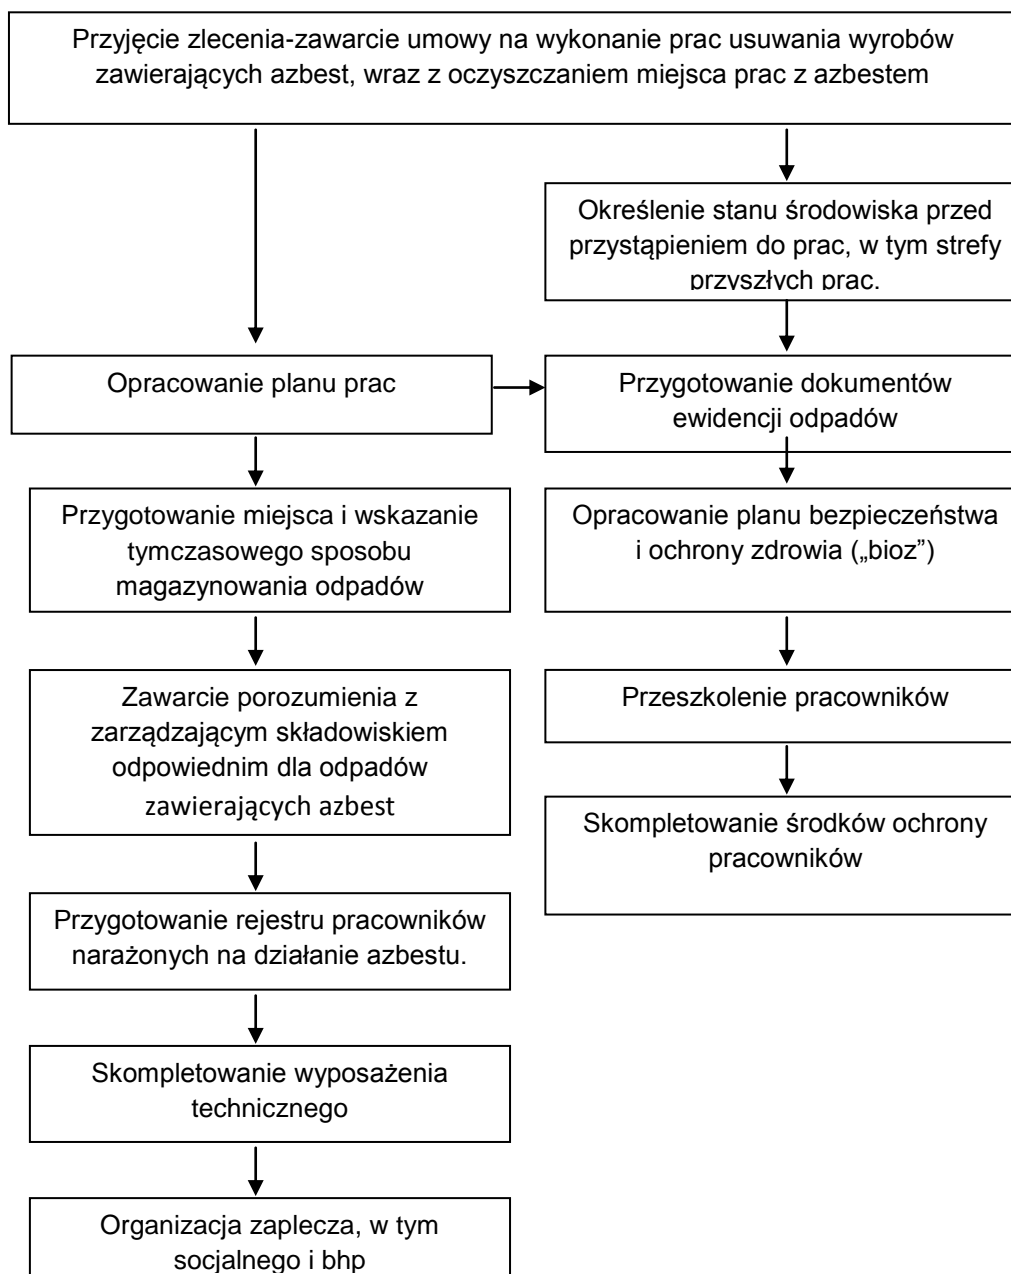 Przyjęcie zlecenia-zawarcie umowy na wykonanie prac usuwania wyrobów
zawierających azbest, wraz z oczyszczaniem miejsca prac z azbestem
Określenie stanu środowiska przed
przystąpieniem do prac, w tym strefy
przyszłych prac.
Opracowanie planu prac
Przygotowanie dokumentów
ewidencji odpadów
Przygotowanie miejsca i wskazanie
tymczasowego sposobu
magazynowania odpadów
Opracowanie planu bezpieczeństwa
i ochrony zdrowia („bioz”)
Zawarcie porozumienia z
zarządzającym składowiskiem
odpowiednim dla odpadów
zawierających azbest
Przeszkolenie pracowników
Skompletowanie środków ochrony
pracowników
Przygotowanie rejestru pracowników
narażonych na działanie azbestu.
Skompletowanie wyposażenia
technicznego
Organizacja zaplecza, w tym
socjalnego i bhp